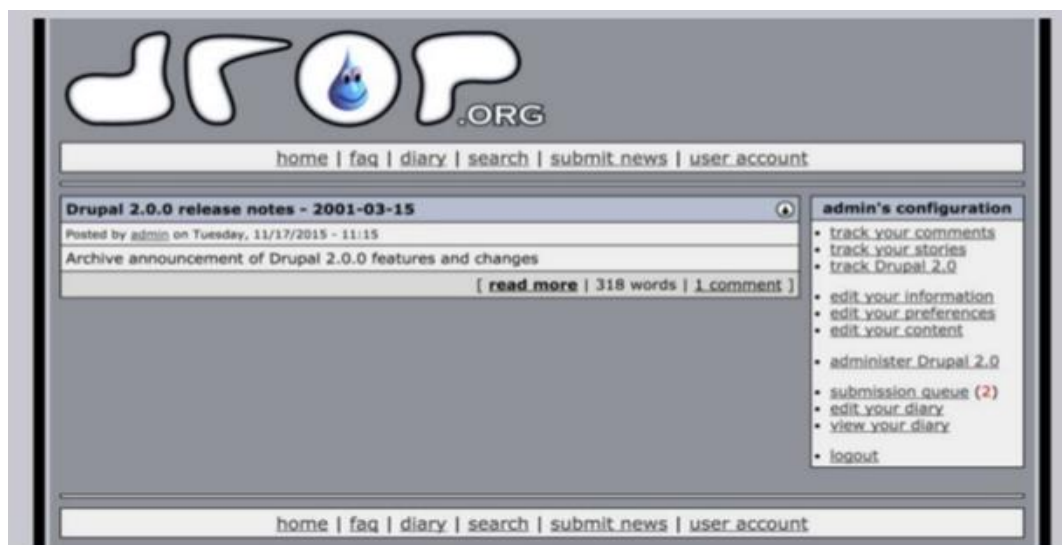 drop.ORG
home | faq | diary | search | submit news | user account
Drupal 2.0.0 release notes - 2001-03-15
Posted by admin on Tuesday, 11/17/2015 - 11:15
Archive announcement of Drupal 2.0.0 features and changes
[ read more | 318 words | 1 comment ]
admin's configuration
• track your comments
• track your stories
• track Drupal 2.0
• edit your information
• edit your preferences
• edit your content
• administer Drupal 2.0
• submission queue (2)
• edit your diary
• view your diary
• logout
home | faq | diary | search | submit news | user account